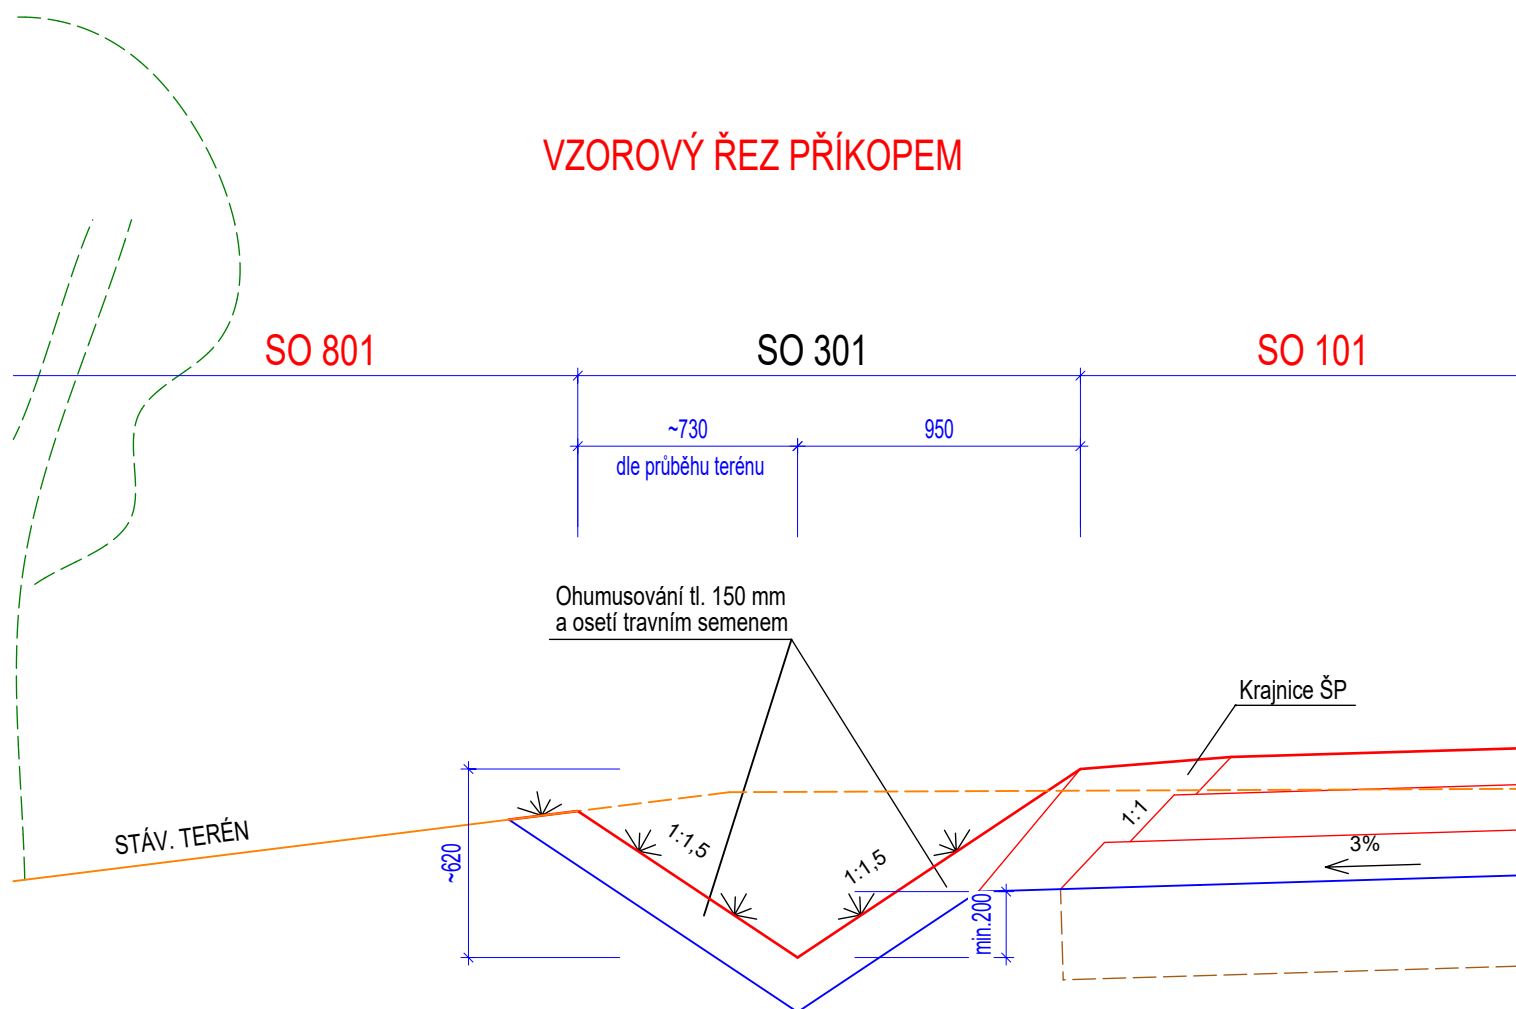 VZOROVÝ ŘEZ PŘÍKOPEM
SO 801
SO 301
SO 101
~730
950
dle průběhu terénu
Ohumusování tl. 150 mm
a osetí travním semenem
Krajnice ŠP
STÁV. TERÉN
~620
1:1,5
1:1,5
1:1
3%
min.200